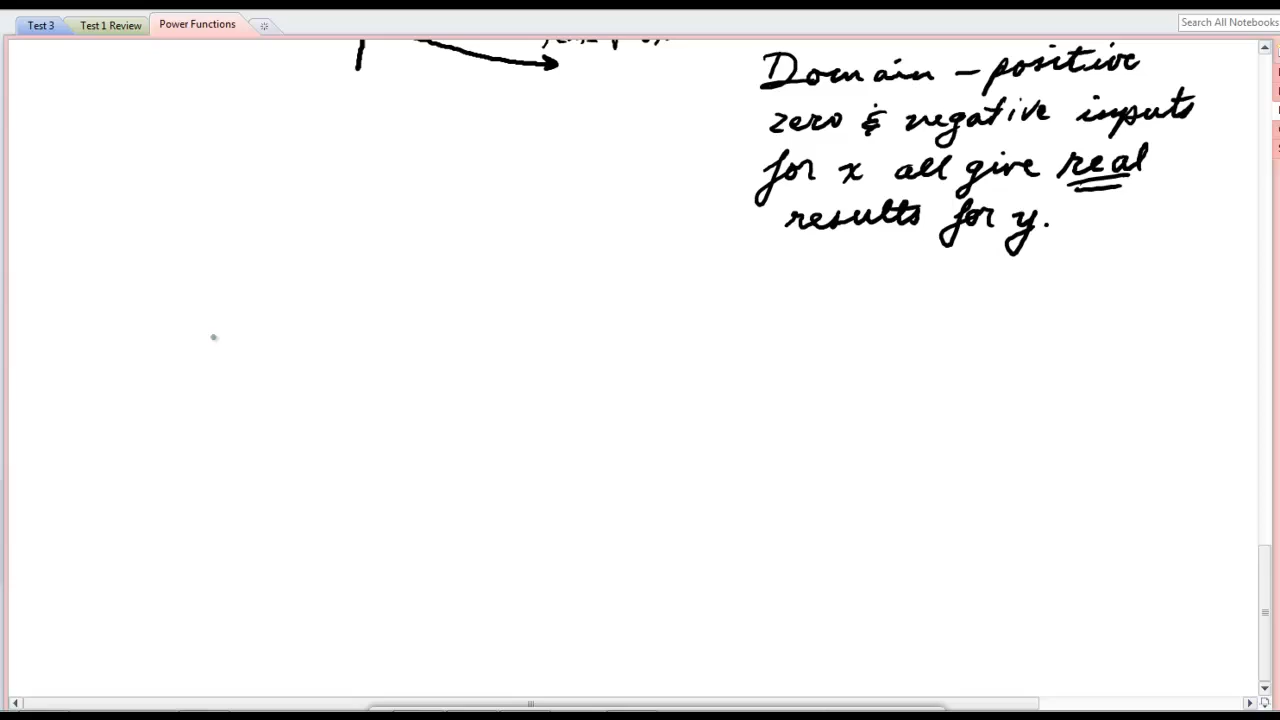 Test 3
Test 1 Review
Power Functions
Search All Notebooks
Domain - positive
zero & negative inputs
for x all give real
results for y.